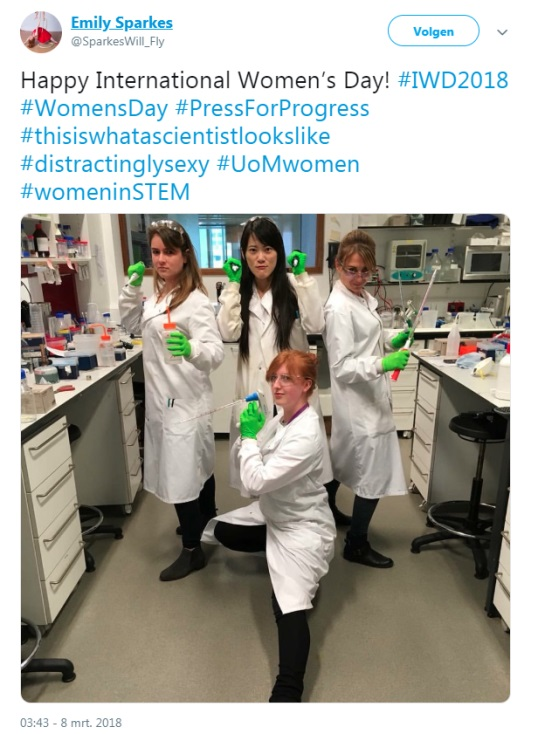 Emily Sparkes
@SparkesWill_Fly
Volgen
Happy International Women's Day! #IWD2018
#WomensDay #PressForProgress
#thisiswhatascientistlookslike
#distractinglysexy #UoMwomen
#womeninSTEM
03:43 - 8 mrt. 2018